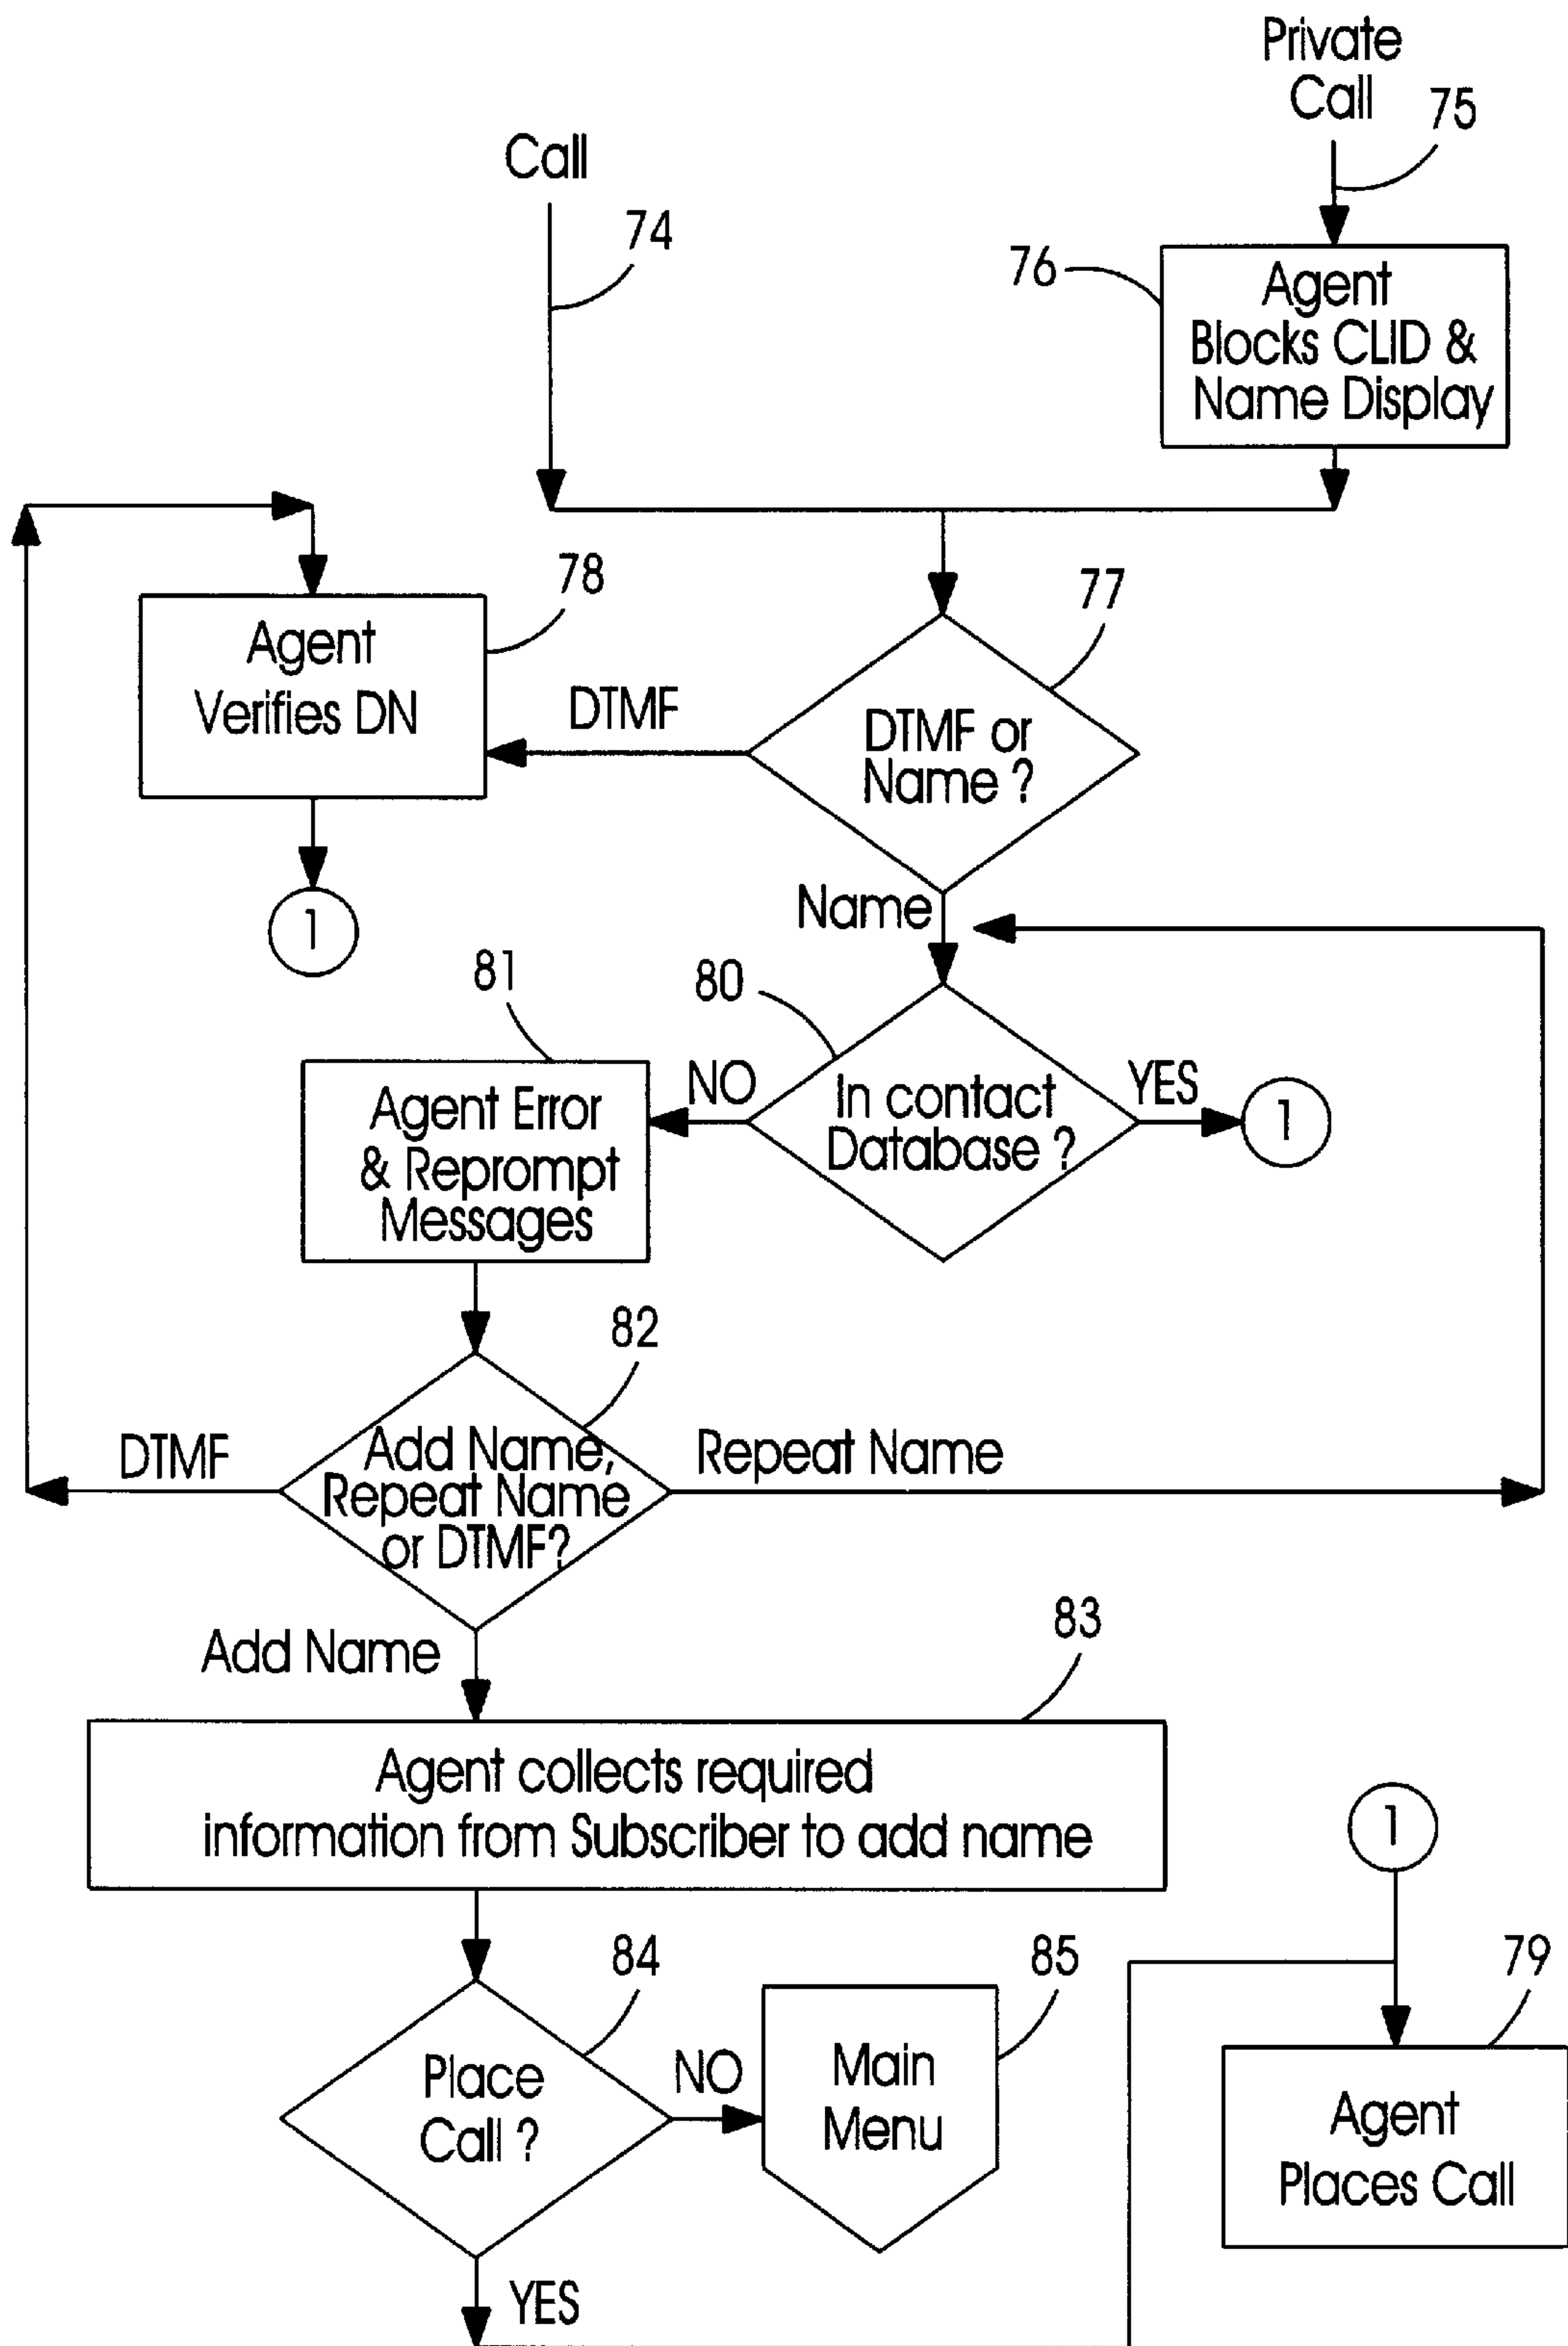 Private
Call
75
Call
74
76
Agent
Blocks CLID &
Name Display
78
77
Agent
Verifies DN
DTMF
DTMF or
Name ?
1
Name
81
80
Agent Error
& Reprompt
Messages
NO
In contact
Database ?
YES
1
82
DTMF
Add Name,
Repeat Name
or DTMF?
Repeat Name
Add Name
83
Agent collects required
information from Subscriber to add name
1
84
85
79
Place
Call ?
NO
Main
Menu
Agent
Places Call
YES